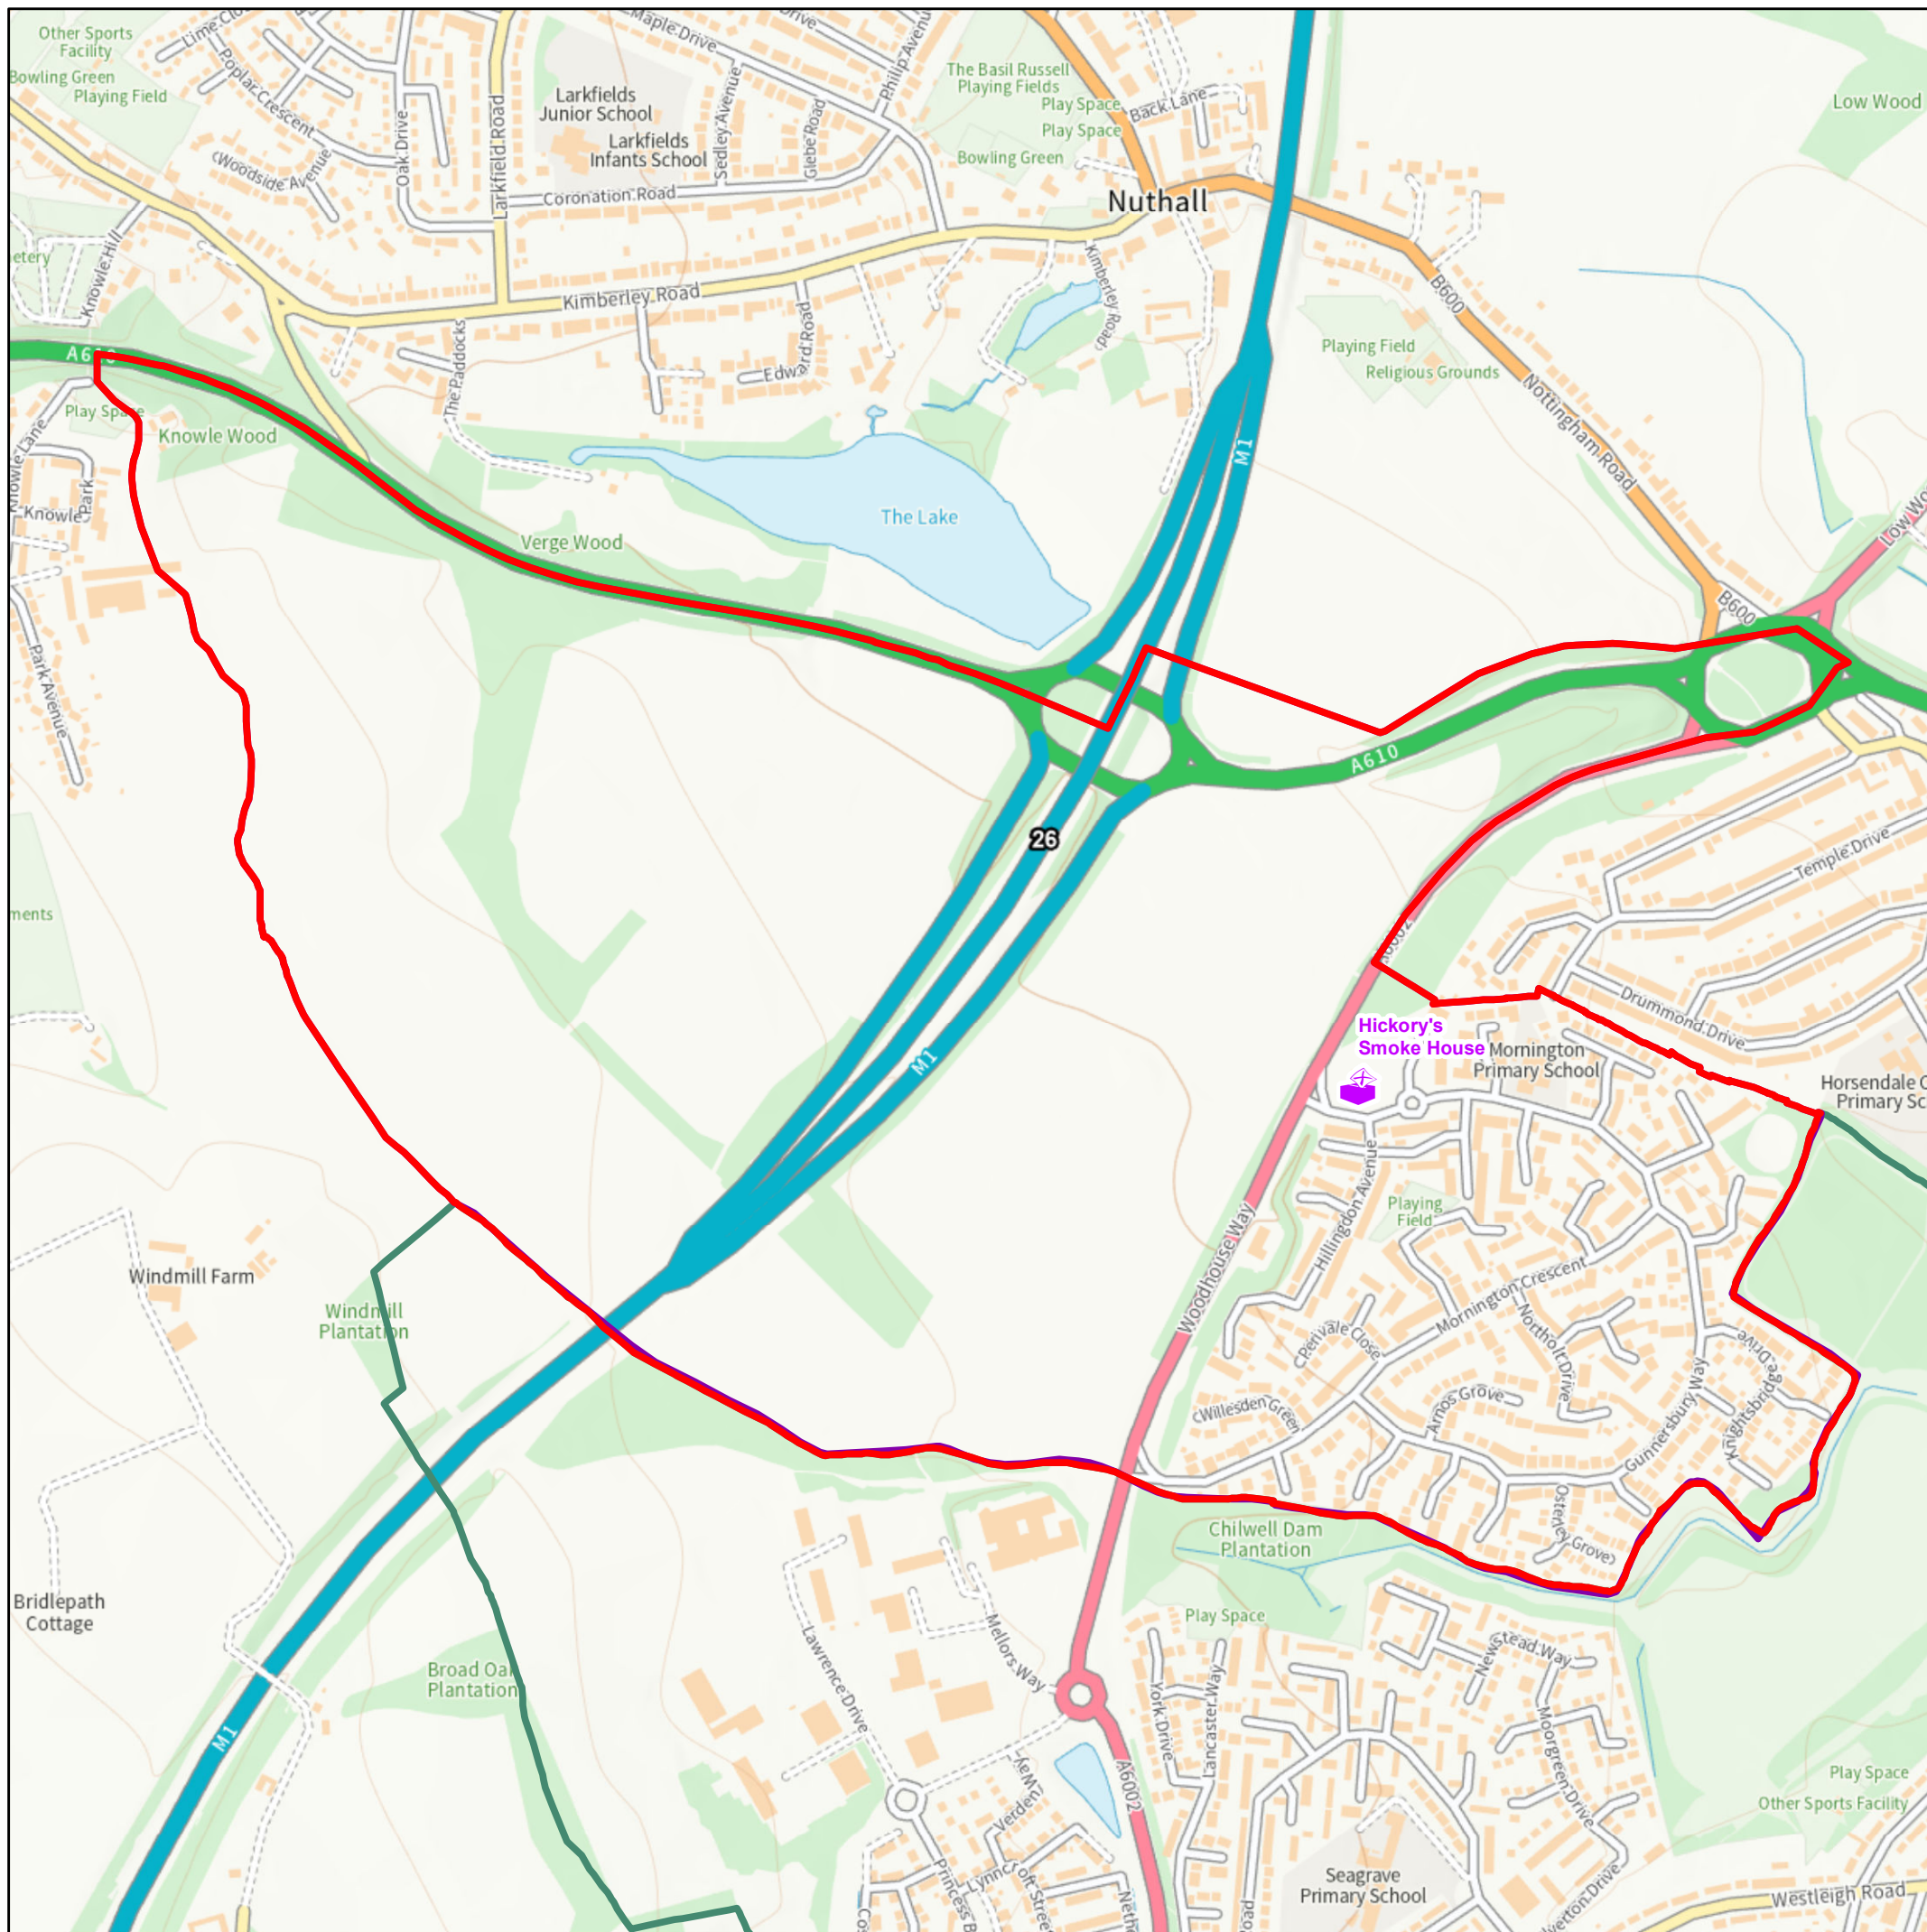 Other Sports
Facility
Bowling Green
Playing Field
Poplar Crescent
Woodside Avenue
Oak Drive
Larkfield Road
Maple Drive
Larkfields
Junior School
Larkfields
Infants School
Sedley Avenue
Glebe Road
Coronation Road
The Basil Russell
Playing Fields
Play Space
Play Space
Bowling Green
Back Lane
Low Wood
Nuthall
Knowle Hill
Kimberley Road
Kimberley Road
The Paddocks
Edward Road
B600
Playing Field
Religious Grounds
Nottingham Road
Play Space
Knowle Wood
Knowle Lane
Knowle
Park
M1
The Lake
Verge Wood
B600
Park Avenue
A610
26
Temple Drive
M1
Drummond Drive
Hickory's
Smoke House
Mornington
Primary School
Windmill Farm
Windmill
Plantation
Hillingdon Avenue
Playing
Field
Woodhouse Way
Mornington Crescent
Perivale Close
Northolt Drive
Knightsbridge Drive
Willesden Green
Arnos Grove
Gunnersbury Way
Osterley Grove
Chilwell Dam
Plantation
Bridlepath
Cottage
Play Space
Newstead Way
Mellors Way
Lawrence Drive
Broad Oak
Plantation
York Drive
Lancaster Way
Moorgreen Drive
M1
A6002
Verden Way
Play Space
Other Sports Facility
Lynncroft Street
Seagrave
Primary School
Westleigh Road